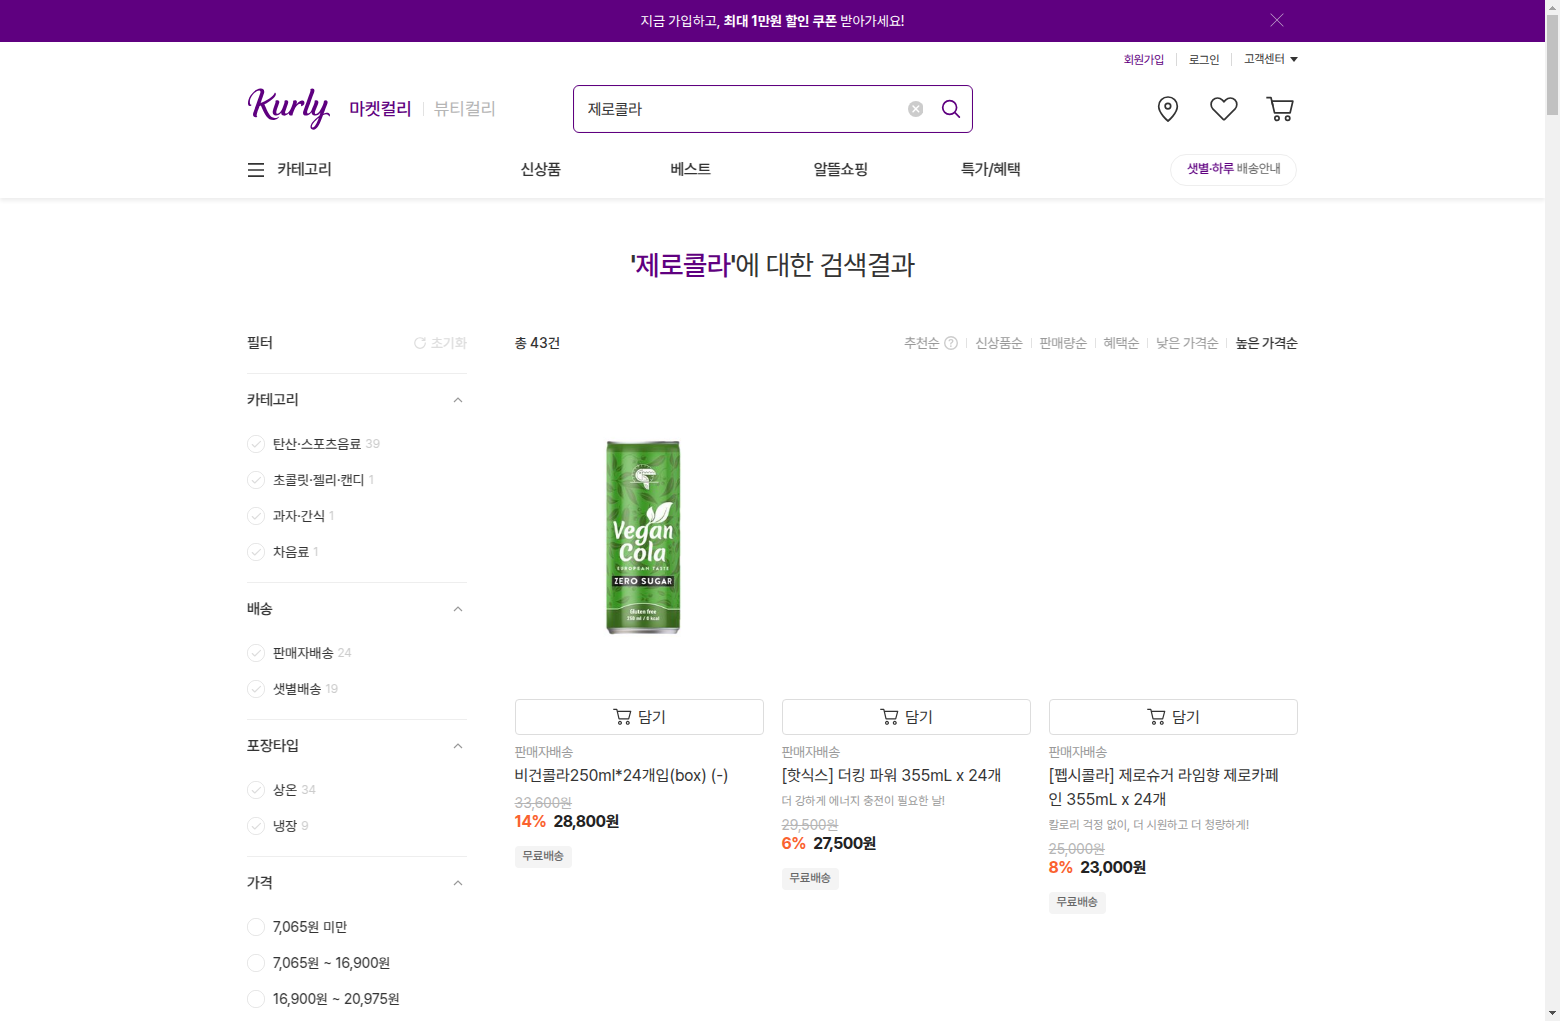 지금 가입하고, 최대 1만원 할인 쿠폰 받아가세요!
회원가입
로그인
고객센터
Kurly
마켓컬리
뷰티컬리
제로콜라
카테고리
신상품
베스트
알뜰쇼핑
특가/혜택
샛별·하루 배송안내
'제로콜라'에 대한 검색결과
필터
초기화
총 43건
추천순
신상품순
판매량순
혜택순
낮은 가격순
높은 가격순
카테고리
탄산·스포츠음료 39
초콜릿·젤리·캔디 1
과자·간식 1
차음료 1
배송
판매자배송 24
샛별배송 19
포장타입
상온 34
냉장 9
가격
7,065원 미만
7,065원 ~ 16,900원
16,900원 ~ 20,975원
Vegan
Cola
EUROPEAN TASTE
ZERO SUGAR
Gluten free
담기
판매자배송
비건콜라250ml*24개입(box) (-)
33,600원
14% 28,800원
무료배송
담기
판매자배송
[핫식스] 더킹 파워 355mL x 24개
더 강하게 에너지 충전이 필요한 날!
29,500원
6% 27,500원
무료배송
담기
판매자배송
[펩시콜라] 제로슈거 라임향 제로카페
인 355mL x 24개
칼로리 걱정 없이, 더 시원하고 더 청량하게!
25,000원
8% 23,000원
무료배송